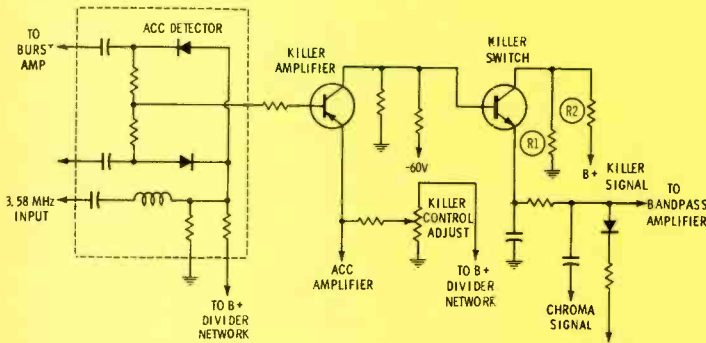 ACC DETECTOR
TO
BURST
AMP
KILLER
AMPLIFIER
KILLER
SWITCH
R1
R2
-60V
B+
KILLER
SIGNAL
TO
BANDPASS
AMPLIFIER
3.58 MHz
INPUT
KILLER
CONTROL
ADJUST
ACC
AMPLIFIER
TO B+
DIVIDER
NETWORK
TO B+
DIVIDER
NETWORK
CHROMA
SIGNAL